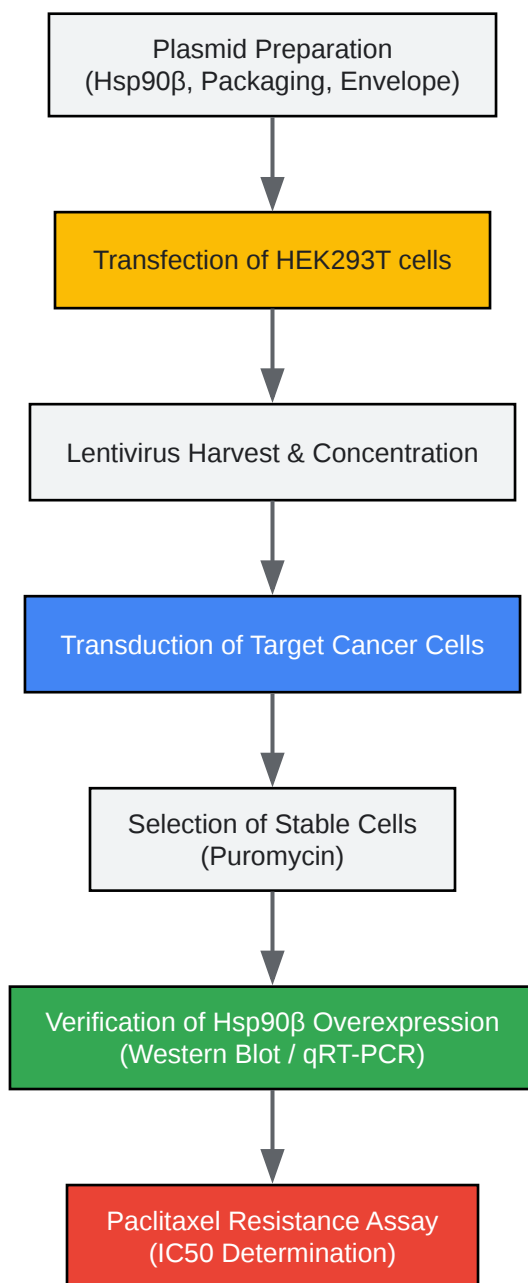 Plasmid Preparation
(Hsp90β, Packaging, Envelope)
Transfection of HEK293T cells
Lentivirus Harvest & Concentration
Transduction of Target Cancer Cells
Selection of Stable Cells
(Puromycin)
Verification of Hsp90β Overexpression
(Western Blot / qRT-PCR)
Paclitaxel Resistance Assay
(IC50 Determination)